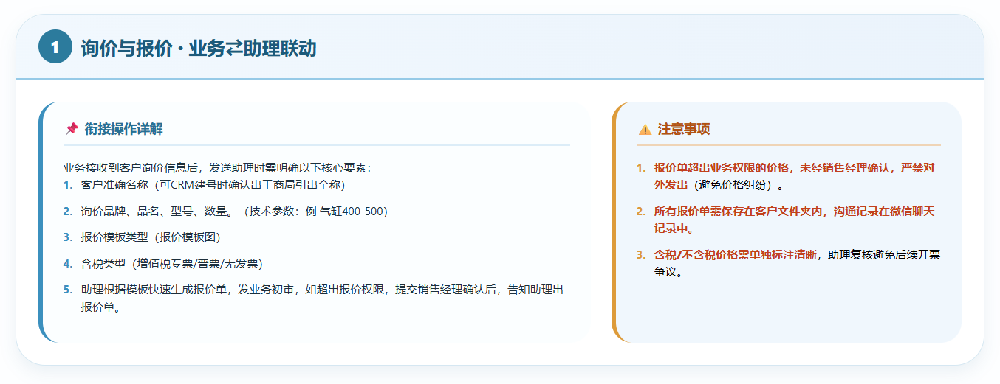 1 询价与报价 · 业务⇄助理联动
📌 衔接操作详解
业务接收到客户询价信息后，发送助理时需明确以下核心要素：
1. 客户准确名称（可CRM建号时确认出工商局引出全称）
2. 询价品牌、品名、型号、数量。（技术参数：例 气缸400-500）
3. 报价模板类型（报价模板图）
4. 含税类型（增值税专票/普票/无发票）
5. 助理根据模板快速生成报价单，发业务初审，如超出报价权限，提交销售经理确认后，告知助理出
报价单。
⚠️ 注意事项
1. 报价单超出业务权限的价格，未经销售经理确认，严禁对
外发出（避免价格纠纷）。
2. 所有报价单需保存在客户文件夹内，沟通记录在微信聊天
记录中。
3. 含税/不含税价格需单独标注清晰，助理复核避免后续开票
争议。